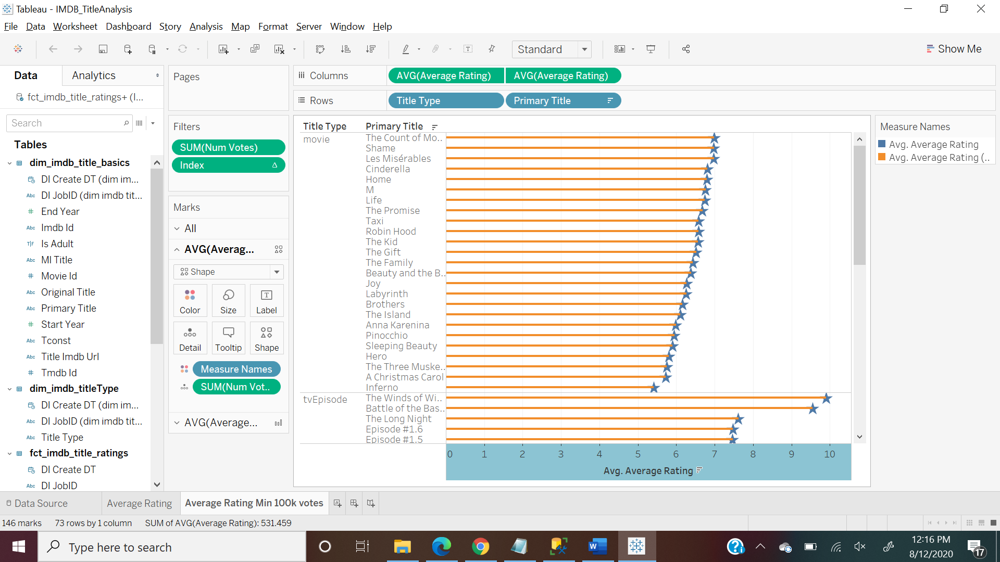 Tableau - IMDB_TitleAnalysis
File Data Worksheet Dashboard Story Analysis Map Format Server Window Help
Standard
Show Me
Data Analytics
fct_imdb_title_ratings+ (l...
Search
Tables
dim_imdb_title_basics
DI Create DT (dim im...
Abc DI JobID (dim imdb tit...
# End Year
Abc Imdb Id
T|F Is Adult
Abc Ml Title
# Movie Id
Abc Original Title
Abc Primary Title
# Start Year
Abc Tconst
Abc Title Imdb Url
# Tmdb Id
dim_imdb_titleType
DI Create DT (dim im...
Abc DI JobID (dim imdb tit...
Abc Title Type
fct_imdb_title_ratings
DI Create DT
Abc DI JobID
Pages
Filters
SUM(Num Votes)
Index Δ
Marks
All
AVG(Averag...
Shape
Color Size Label
Detail Tooltip Shape
Measure Names
SUM(Num Vot..
AVG(Average...
Columns AVG(Average Rating) AVG(Average Rating)
Rows Title Type Primary Title
Title Type Primary Title
movie The Count of Mo..
Shame
Les Misérables
Cinderella
Home
M
Life
The Promise
Taxi
Robin Hood
The Kid
The Gift
The Family
Beauty and the B..
Joy
Labyrinth
Brothers
The Island
Anna Karenina
Pinocchio
Sleeping Beauty
Hero
The Three Muske..
A Christmas Carol
Inferno
tvEpisode The Winds of Wi..
Battle of the Bas..
The Long Night
Episode #1.6
Episode #1.5
0 1 2 3 4 5 6 7 8 9 10
Avg. Average Rating
Measure Names
Avg. Average Rating
Avg. Average Rating (..
Data Source Average Rating Average Rating Min 100k votes
146 marks 73 rows by 1 column SUM of AVG(Average Rating): 531.459
Type here to search
12:16 PM
8/12/2020
17